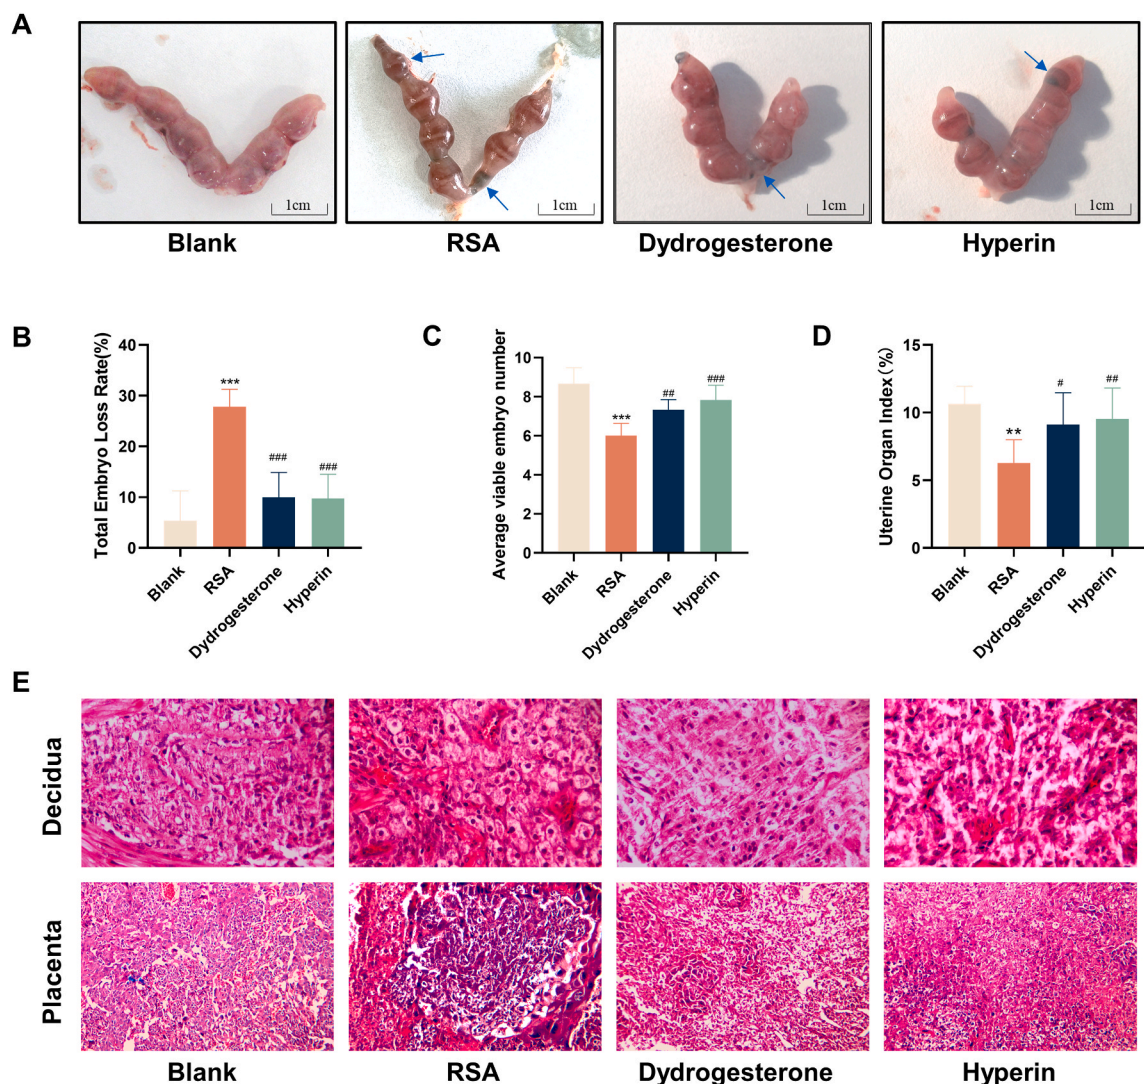 A
1cm
1cm
1cm
1cm
Blank
RSA
Dydrogesterone
Hyperin
B
Total Embryo Loss Rate(%)
40
30
20
10
0
***
###
###
Blank
RSA
Dydrogesterone
Hyperin
C
Average viable embryo number
10
8
6
4
2
0
***
##
###
Blank
RSA
Dydrogesterone
Hyperin
D
Uterine Organ Index(%)
15
10
5
0
**
#
##
Blank
RSA
Dydrogesterone
Hyperin
E
Decidua
Placenta
Blank
RSA
Dydrogesterone
Hyperin